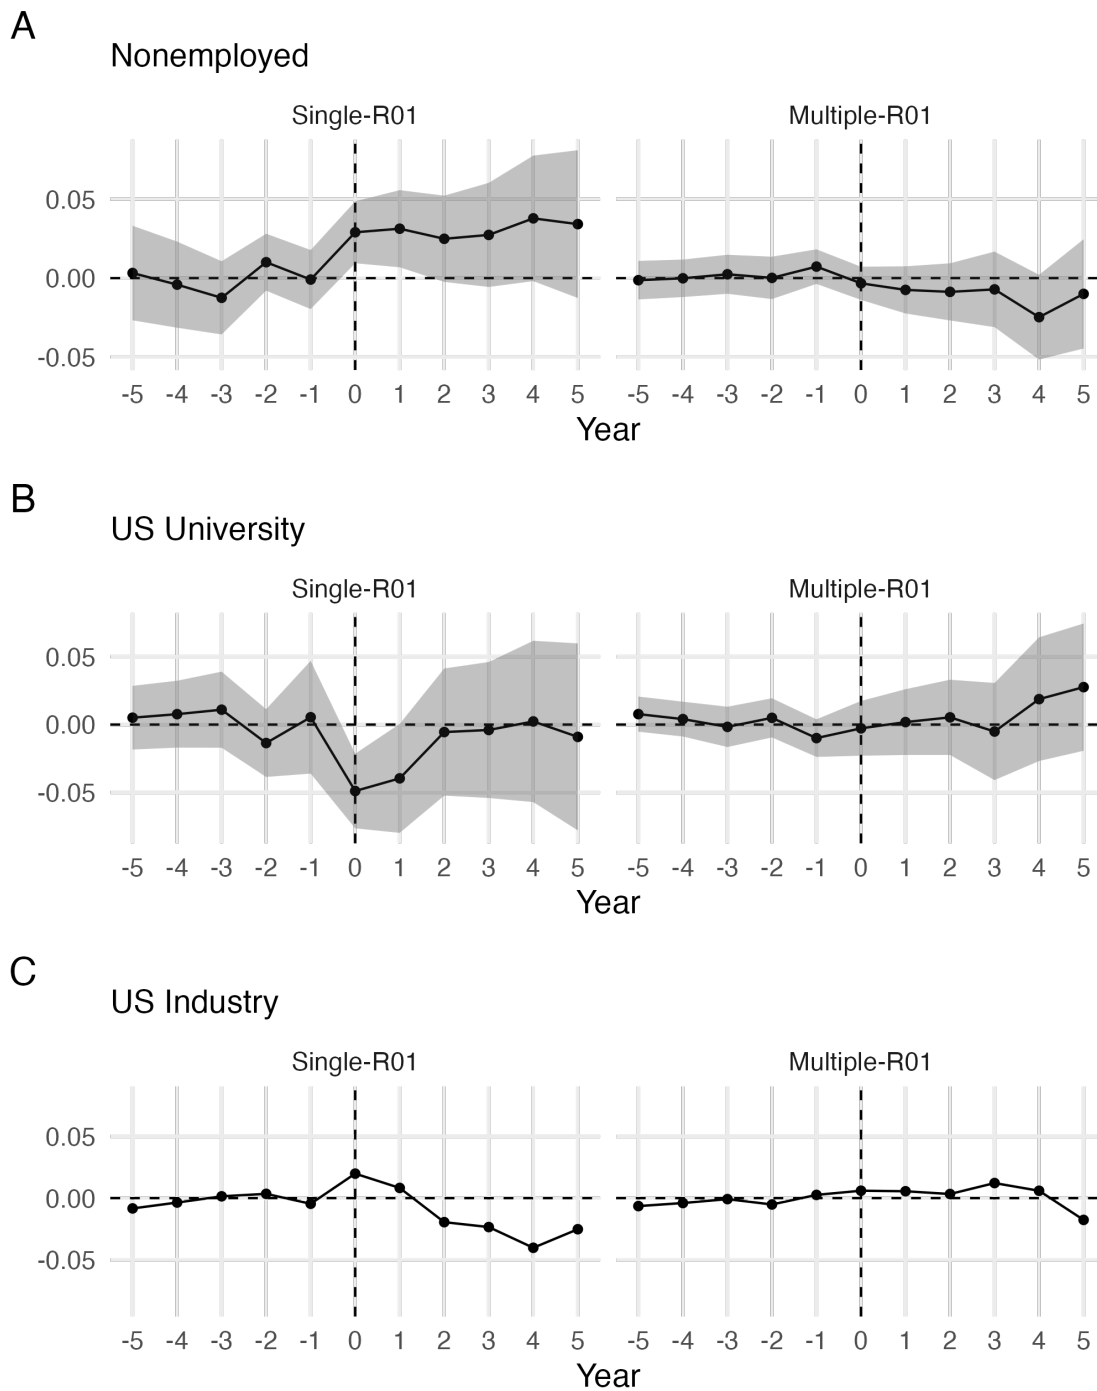 A
Nonemployed
Single-R01 Multiple-R01
0.05
0.00
-0.05
-5 -4 -3 -2 -1 0 1 2 3 4 5 -5 -4 -3 -2 -1 0 1 2 3 4 5
Year
B
US University
Single-R01 Multiple-R01
0.05
0.00
-0.05
-5 -4 -3 -2 -1 0 1 2 3 4 5 -5 -4 -3 -2 -1 0 1 2 3 4 5
Year
C
US Industry
Single-R01 Multiple-R01
0.05
0.00
-0.05
-5 -4 -3 -2 -1 0 1 2 3 4 5 -5 -4 -3 -2 -1 0 1 2 3 4 5
Year